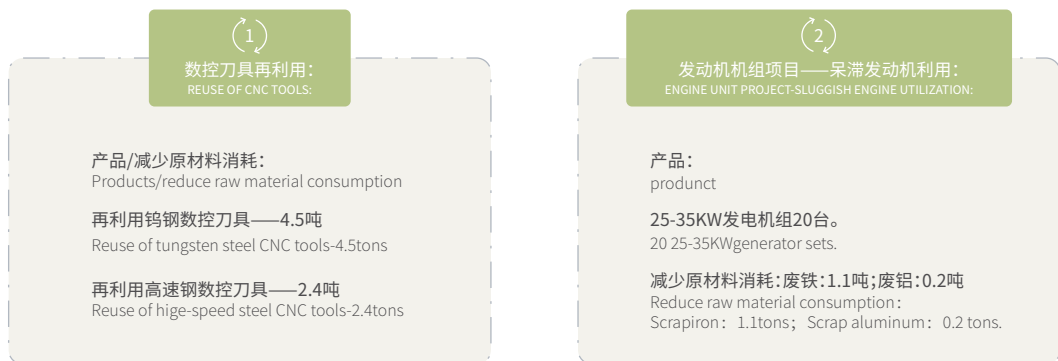 1
数控刀具再利用：
REUSE OF CNC TOOLS:
产品/减少原材料消耗：
Products/reduce raw material consumption
再利用钨钢数控刀具——4.5吨
Reuse of tungsten steel CNC tools-4.5tons
再利用高速钢数控刀具——2.4吨
Reuse of hige-speed steel CNC tools-2.4tons
2
发动机机组项目——呆滞发动机利用：
ENGINE UNIT PROJECT-SLUGGISH ENGINE UTILIZATION:
产品：
produnct
25-35KW发电机组20台。
20 25-35KWgenerator sets.
减少原材料消耗：废铁：1.1吨；废铝：0.2吨
Reduce raw material consumption：
Scrapiron：1.1tons；Scrap aluminum：0.2 tons.